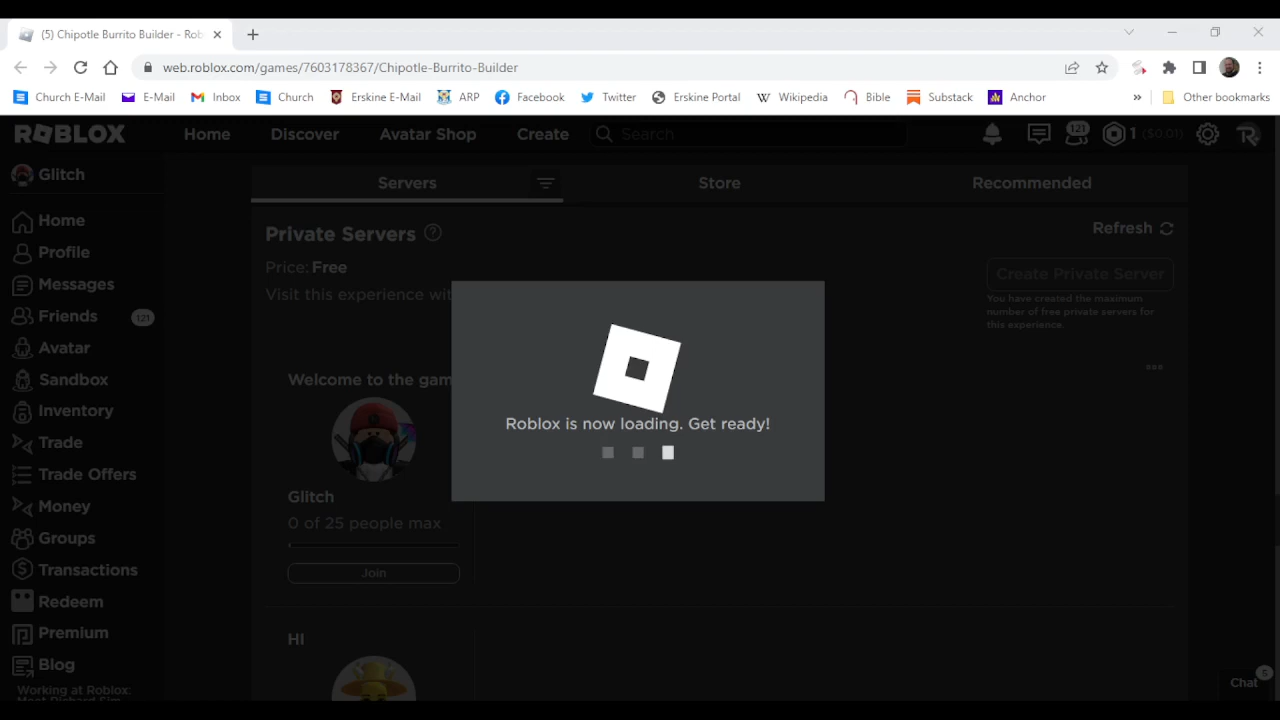 (5) Chipotle Burrito Builder - Rob
web.roblox.com/games/7603178367/Chipotle-Burrito-Builder
Church E-Mail E-Mail Inbox Church Erskine E-Mail ARP Facebook Twitter Erskine Portal Wikipedia Bible Substack Anchor » Other bookmarks
ROBLOX Home Discover Avatar Shop Create Search 121 1 ($0.01)
Glitch
Servers Store Recommended
Home
Profile
Messages
Friends 121
Avatar
Sandbox
Inventory
Trade
Trade Offers
Money
Groups
Transactions
Redeem
Premium
Blog
Working at Roblox:
Private Servers
Refresh
Price: Free
Visit this experience wit
Create Private Server
You have created the maximum
number of free private servers for
this experience.
Welcome to the gam
Glitch
0 of 25 people max
Join
HI
Roblox is now loading. Get ready!
Chat 5